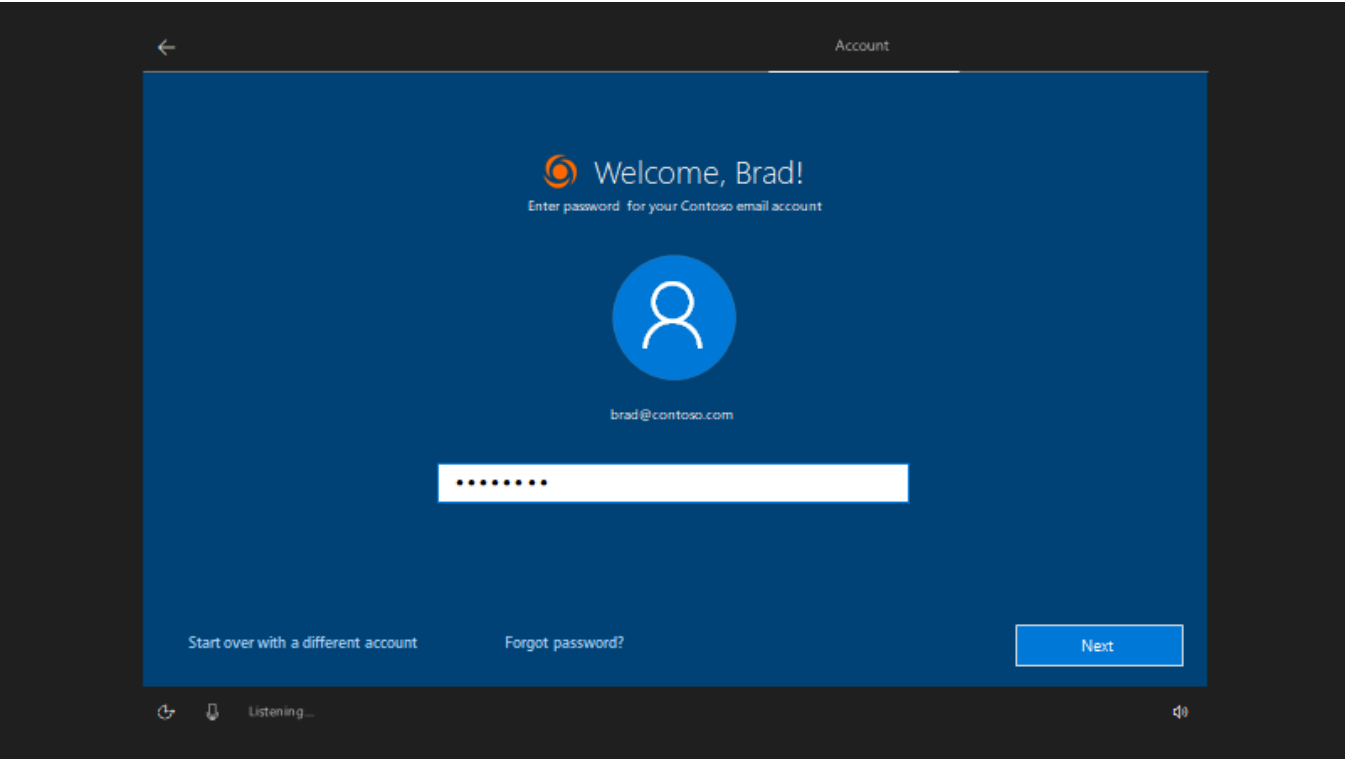 Account
Welcome, Brad!
Enter password for your Contoso email account
brad@contoso.com
••••••••
Start over with a different account
Forgot password?
Next
Listening...